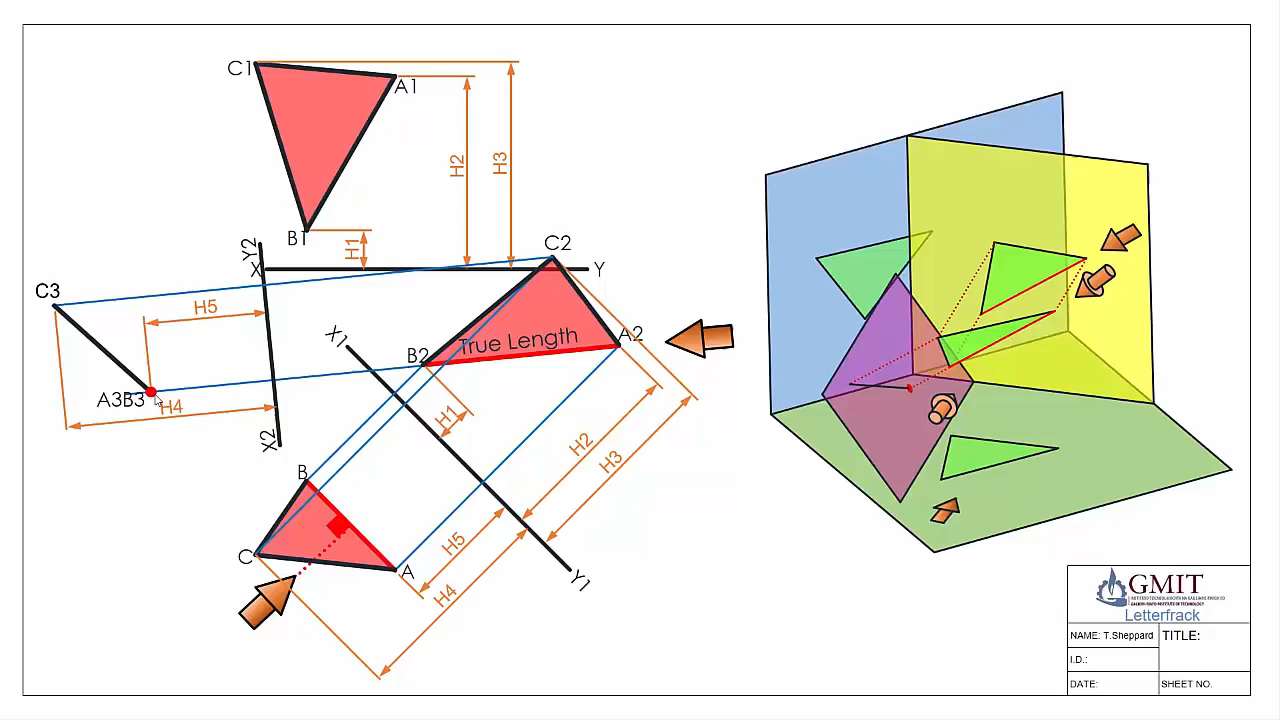 C1
A1
B1
H1
H2
H3
X
Y
Y2
X2
C3
H5
A3B3
H4
C2
A2
B2
True Length
X1
Y1
H1
H2
H3
B
C
A
H5
H4
GMIT
Letterfrack
NAME: T.Sheppard
TITLE:
I.D.:
DATE:
SHEET NO.